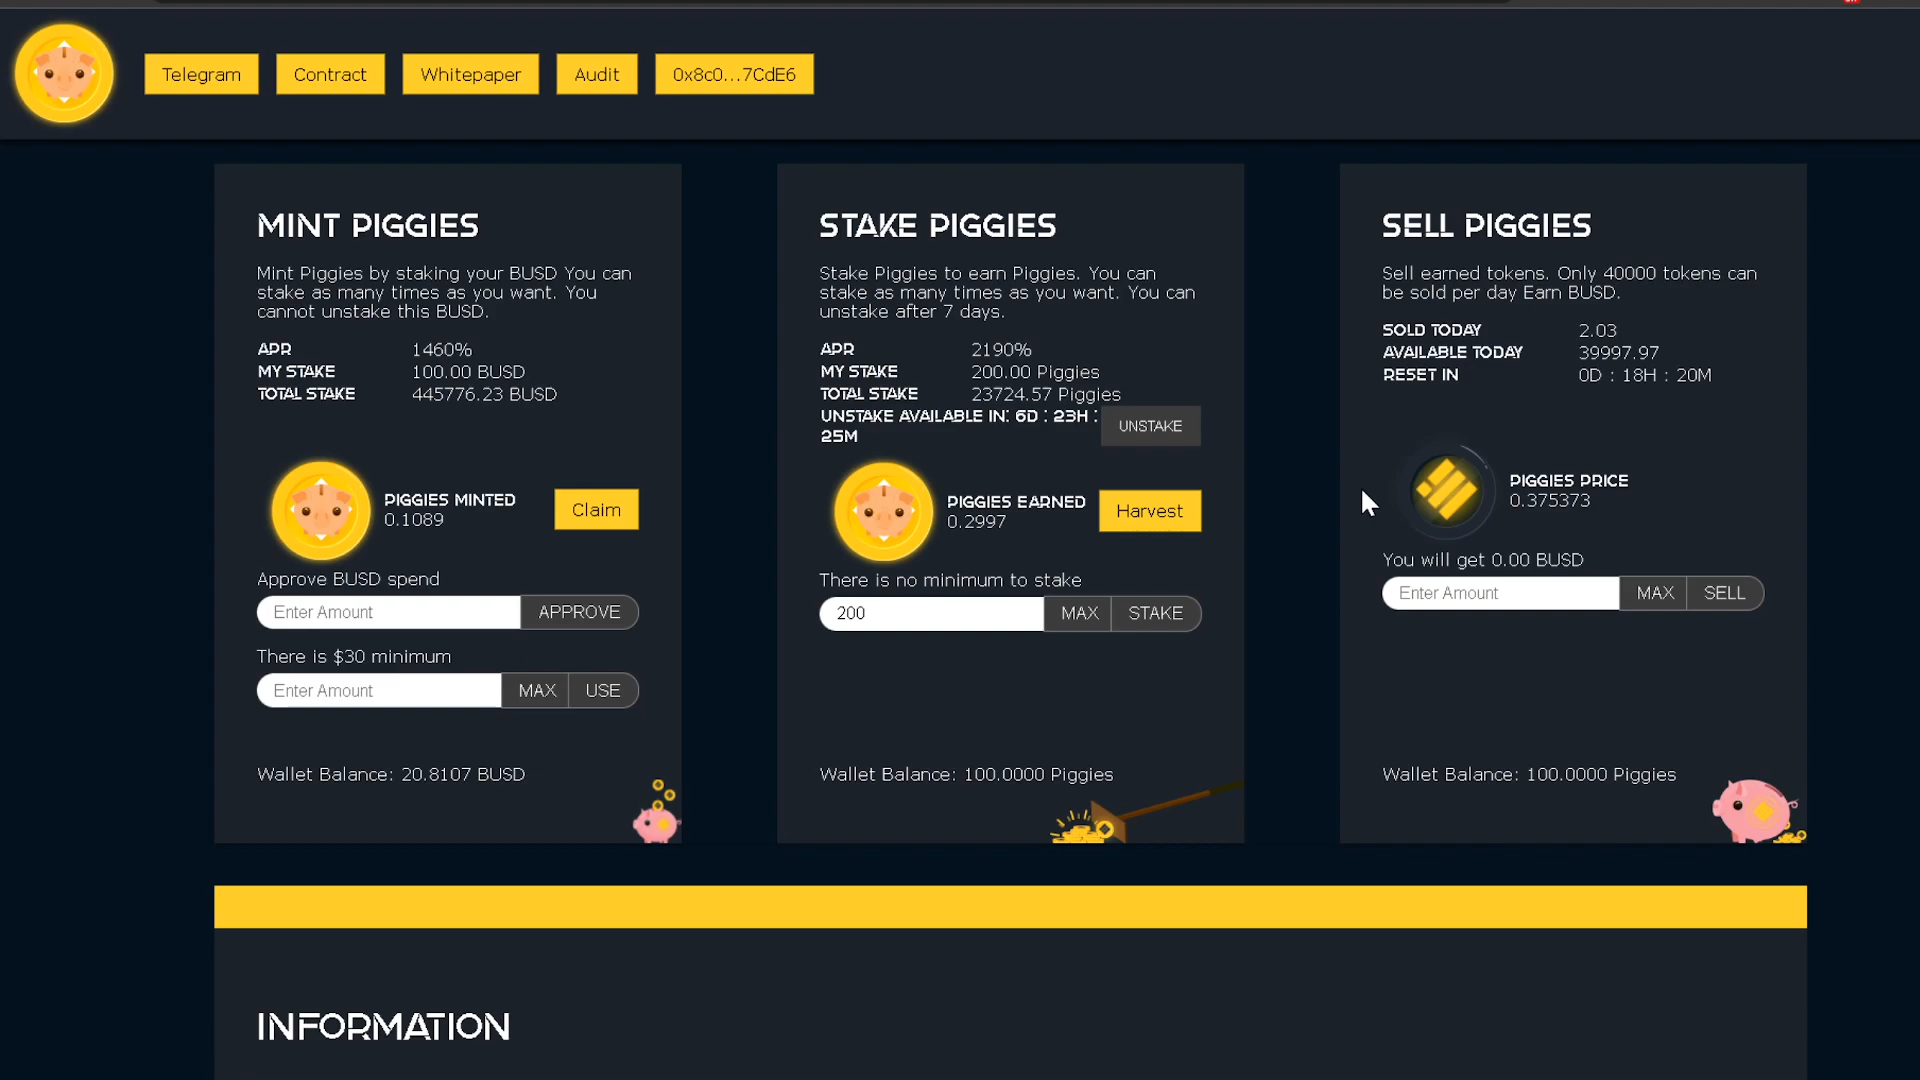 Telegram
Contract
Whitepaper
Audit
0x8c0...7CdE6
MINT PIGGIES
Mint Piggies by staking your BUSD You can
stake as many times as you want. You
cannot unstake this BUSD.
APR 1460%
MY STAKE 100.00 BUSD
TOTAL STAKE 445776.23 BUSD
PIGGIES MINTED
0.1089
Claim
Approve BUSD spend
Enter Amount APPROVE
There is $30 minimum
Enter Amount MAX USE
Wallet Balance: 20.8107 BUSD
STAKE PIGGIES
Stake Piggies to earn Piggies. You can
stake as many times as you want. You can
unstake after 7 days.
APR 2190%
MY STAKE 200.00 Piggies
TOTAL STAKE 23724.57 Piggies
UNSTAKE AVAILABLE IN: 6D : 23H :
25M
UNSTAKE
PIGGIES EARNED
0.2997
Harvest
There is no minimum to stake
200 MAX STAKE
Wallet Balance: 100.0000 Piggies
SELL PIGGIES
Sell earned tokens. Only 40000 tokens can
be sold per day Earn BUSD.
SOLD TODAY 2.03
AVAILABLE TODAY 39997.97
RESET IN 0D : 18H : 20M
PIGGIES PRICE
0.375373
You will get 0.00 BUSD
Enter Amount MAX SELL
Wallet Balance: 100.0000 Piggies
INFORMATION